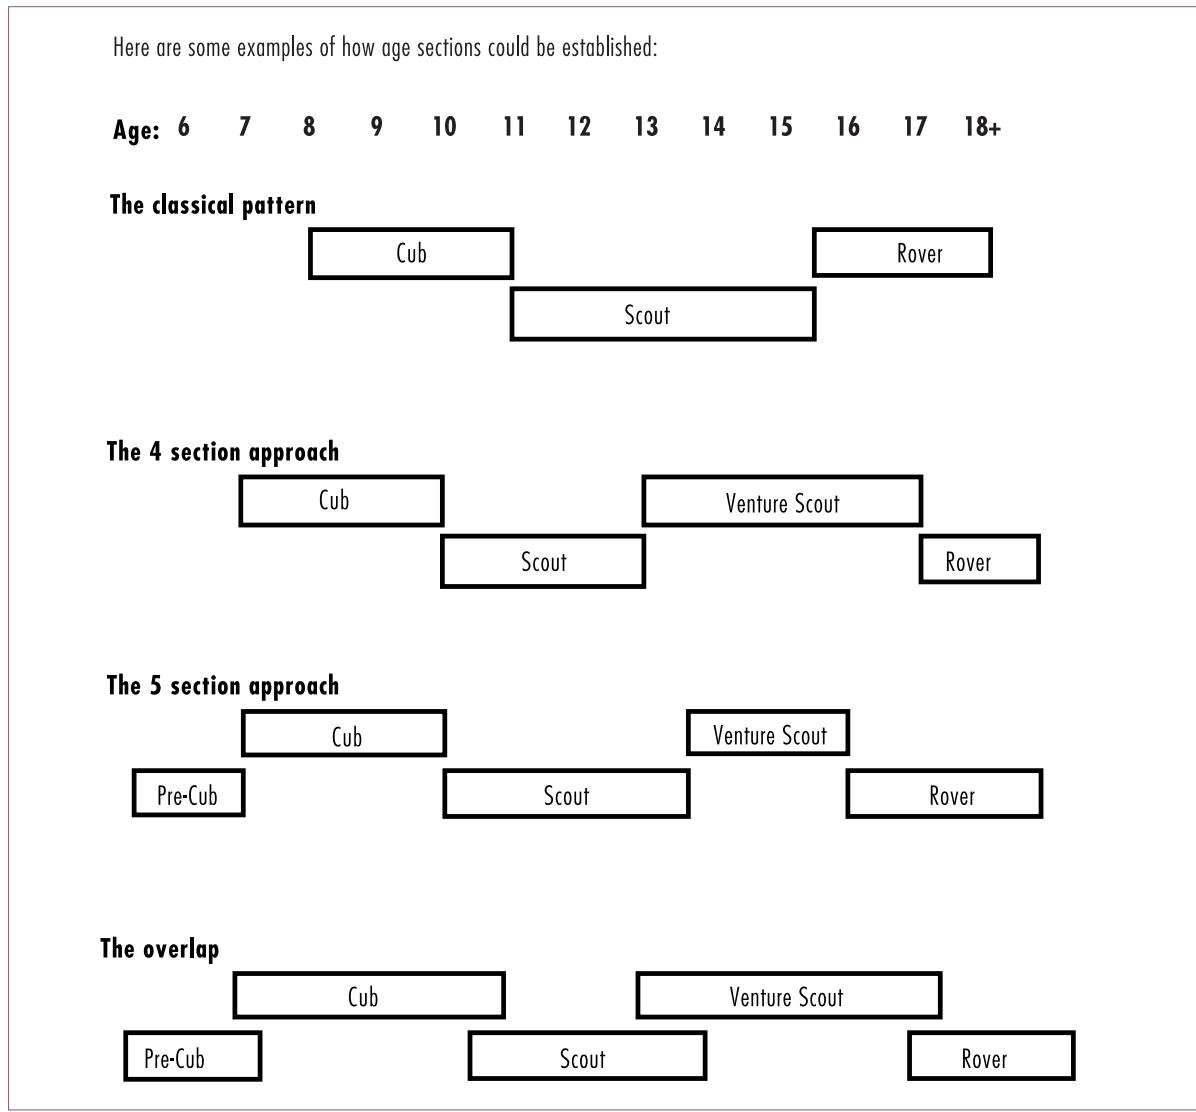 Here are some examples of how age sections could be established:
Age: 6 7 8 9 10 11 12 13 14 15 16 17 18+
The classical pattern
Cub Rover
Scout
The 4 section approach
Cub Venture Scout
Scout Rover
The 5 section approach
Cub Venture Scout
Pre-Cub Scout Rover
The overlap
Cub Venture Scout
Pre-Cub Scout Rover